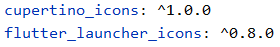 cupertino_icons: ^1.0.0
flutter_launcher_icons: ^0.8.0